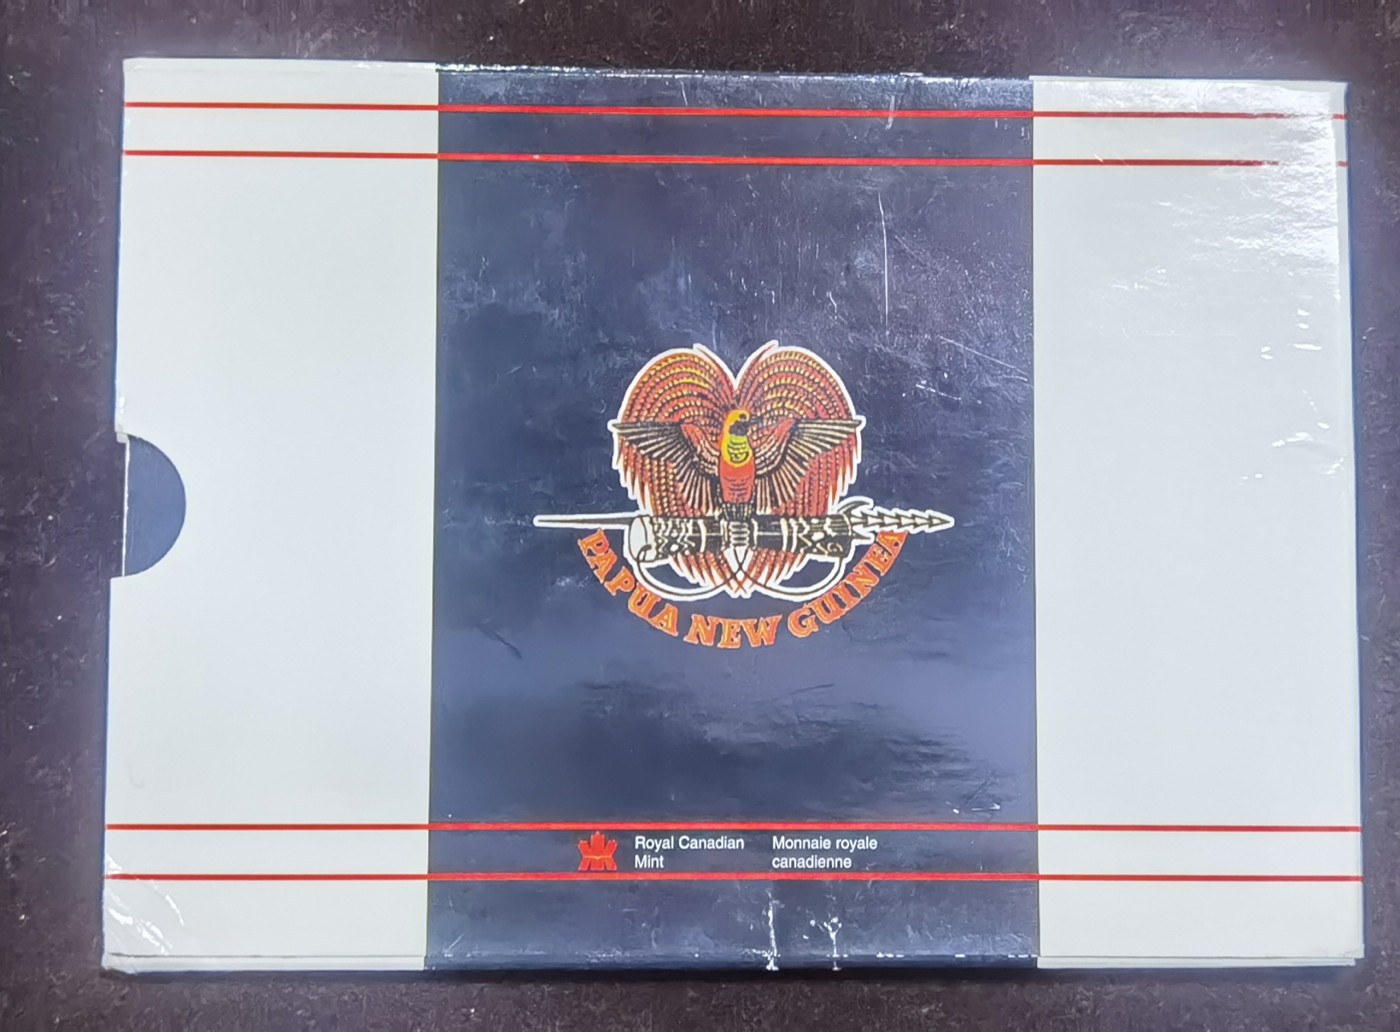 PAPUA NEW GUINEA
Royal Canadian Mint
Monnaie royale canadienne